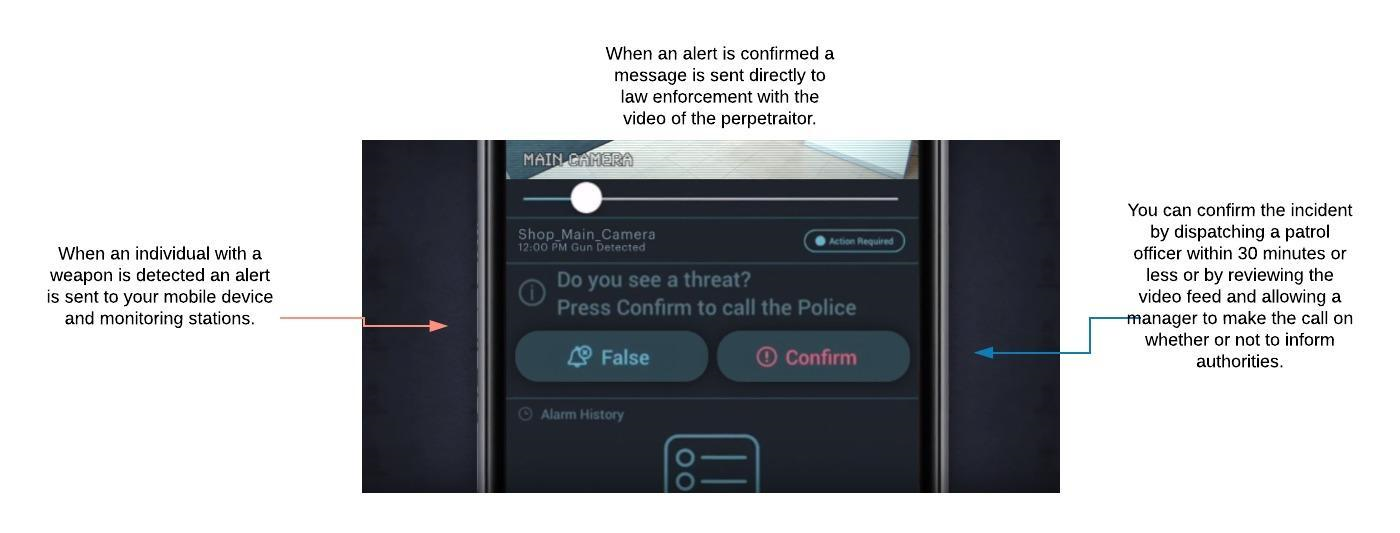 When an alert is confirmed a
message is sent directly to
law enforcement with the
video of the perpetraitor.
MAIN CAMERA
Shop_Main_Camera
12:00 PM Gun Detected
Action Required
When an individual with a
weapon is detected an alert
is sent to your mobile device
and monitoring stations.
Do you see a threat?
Press Confirm to call the Police
False
Confirm
Alarm History
You can confirm the incident
by dispatching a patrol
officer within 30 minutes or
less or by reviewing the
video feed and allowing a
manager to make the call on
whether or not to inform
authorities.